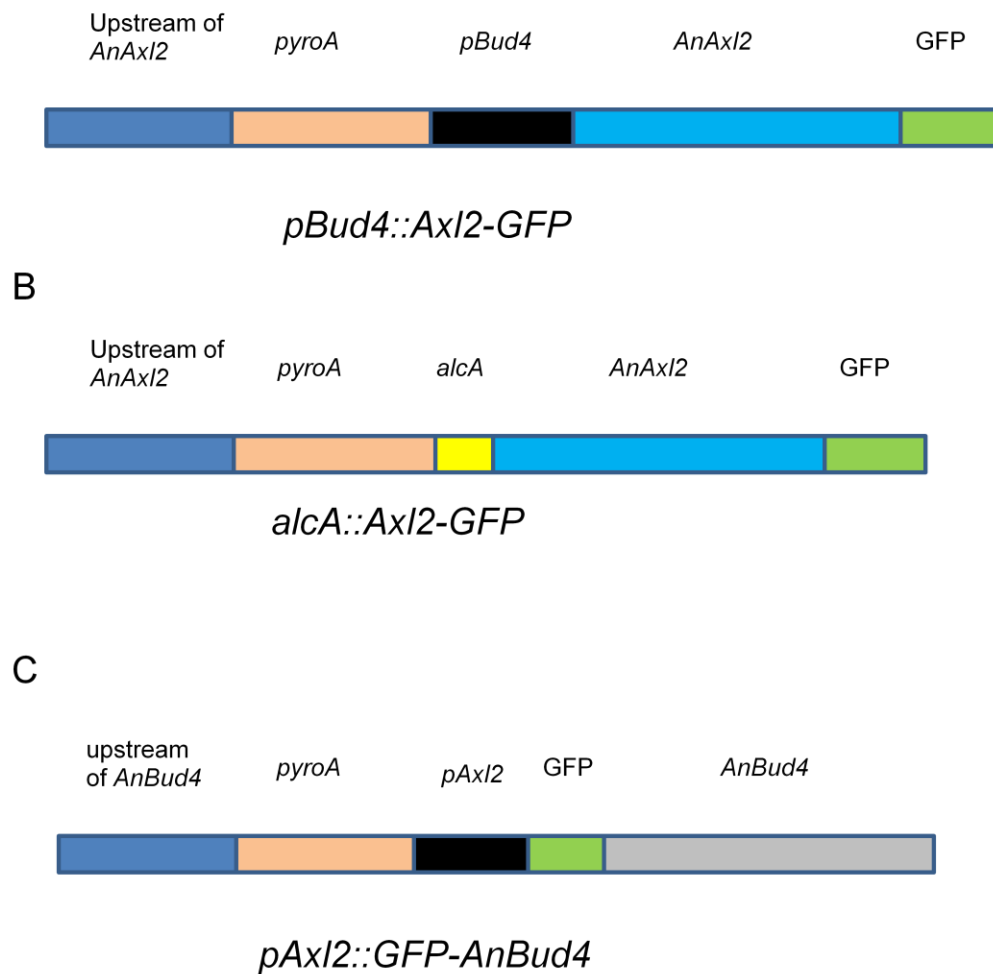 Upstream of
AnAxl2 pyroA pBud4 AnAxl2 GFP
pBud4::Axl2-GFP
B
Upstream of
AnAxl2 pyroA alcA AnAxl2 GFP
alcA::Axl2-GFP
C
upstream
of AnBud4 pyroA pAxl2 GFP AnBud4
pAxl2::GFP-AnBud4